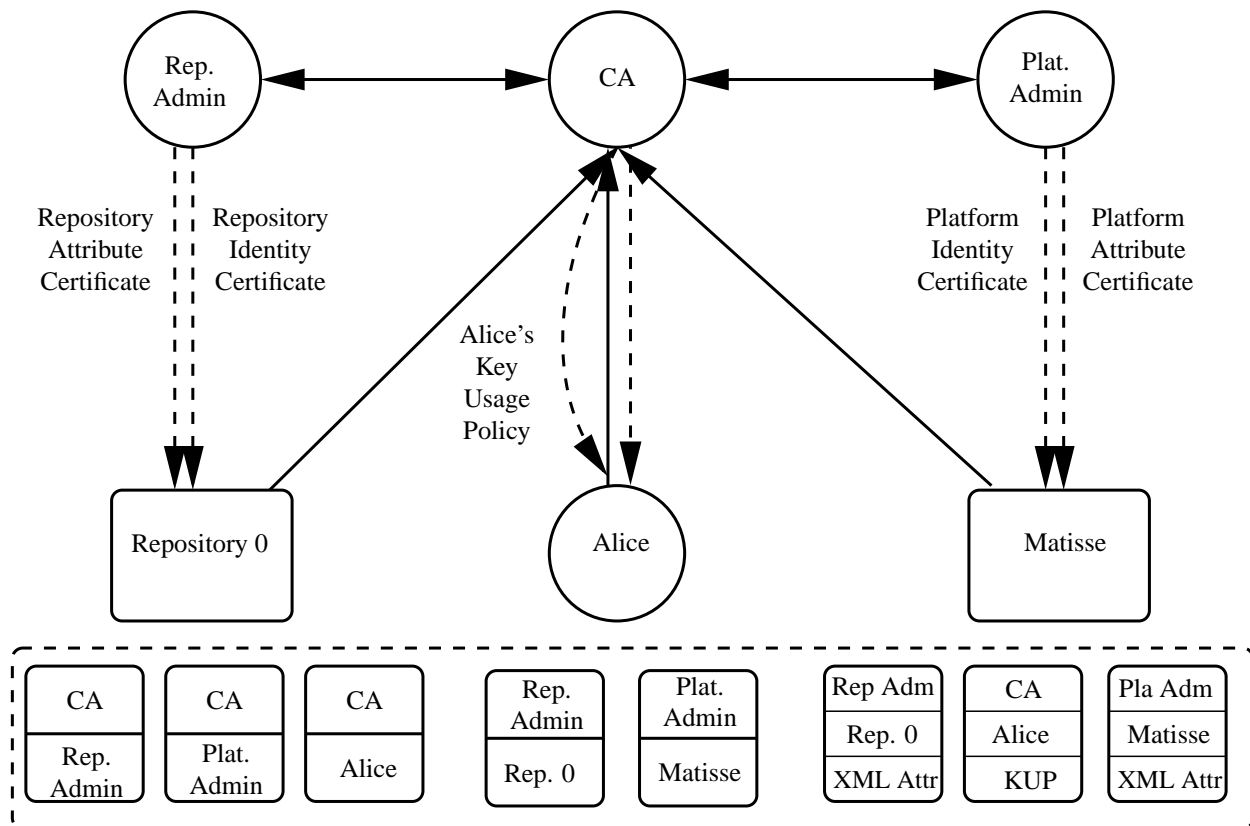 Rep.
Admin
CA
Plat.
Admin
Repository
Attribute
Certificate
Repository
Identity
Certificate
Platform
Identity
Certificate
Platform
Attribute
Certificate
Alice's
Key
Usage
Policy
Repository 0
Alice
Matisse
CA
Rep.
Admin
CA
Plat.
Admin
CA
Alice
Rep.
Admin
Rep. 0
Plat.
Admin
Matisse
Rep Adm
Rep. 0
XML Attr
CA
Alice
KUP
Pla Adm
Matisse
XML Attr